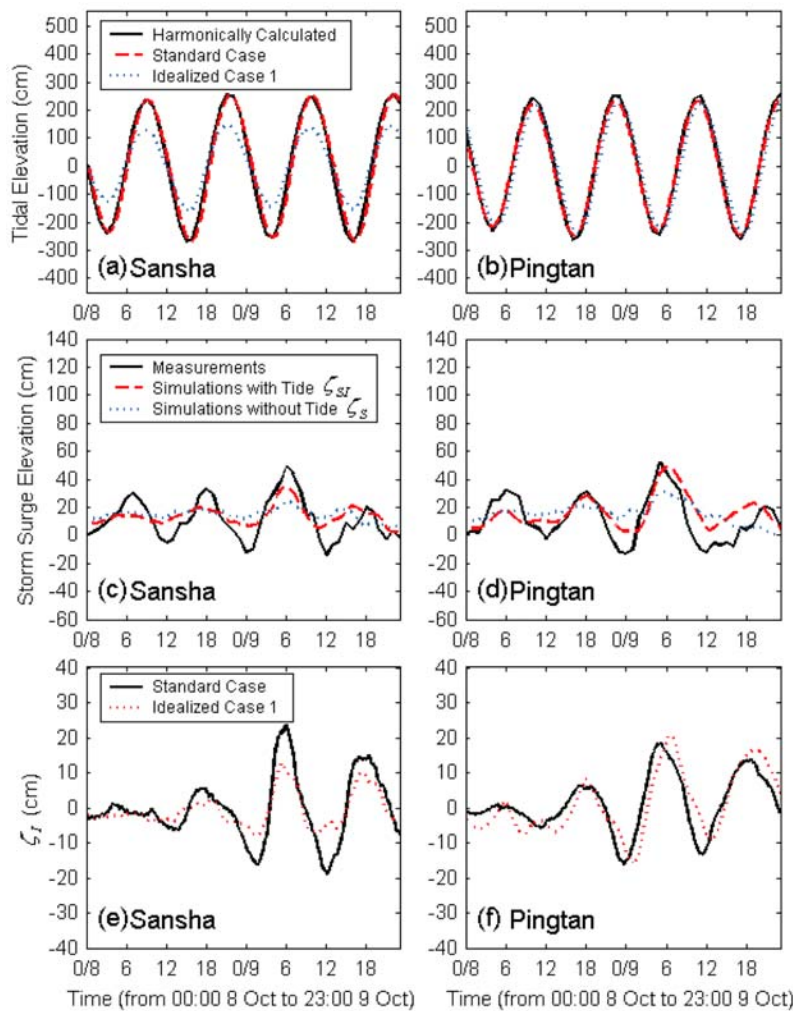 Tidal Elevation (cm)
500
400
300
200
100
0
-100
-200
-300
-400
Harmonically Calculated
Standard Case
Idealized Case 1
(a) Sansha
0/8 6 12 18 0/9 6 12 18
500
400
300
200
100
0
-100
-200
-300
-400
(b) Pingtan
0/8 6 12 18 0/9 6 12 18
Storm Surge Elevation (cm)
140
120
100
80
60
40
20
0
-20
-40
-60
Measurements
Simulations with Tide ζSI
Simulations without Tide ζS
(c) Sansha
0/8 6 12 18 0/9 6 12 18
140
120
100
80
60
40
20
0
-20
-40
-60
(d) Pingtan
0/8 6 12 18 0/9 6 12 18
ζI (cm)
40
30
20
10
0
-10
-20
-30
-40
Standard Case
Idealized Case 1
(e) Sansha
0/8 6 12 18 0/9 6 12 18
Time (from 00:00 8 Oct to 23:00 9 Oct)
40
30
20
10
0
-10
-20
-30
-40
(f) Pingtan
0/8 6 12 18 0/9 6 12 18
Time (from 00:00 8 Oct to 23:00 9 Oct)